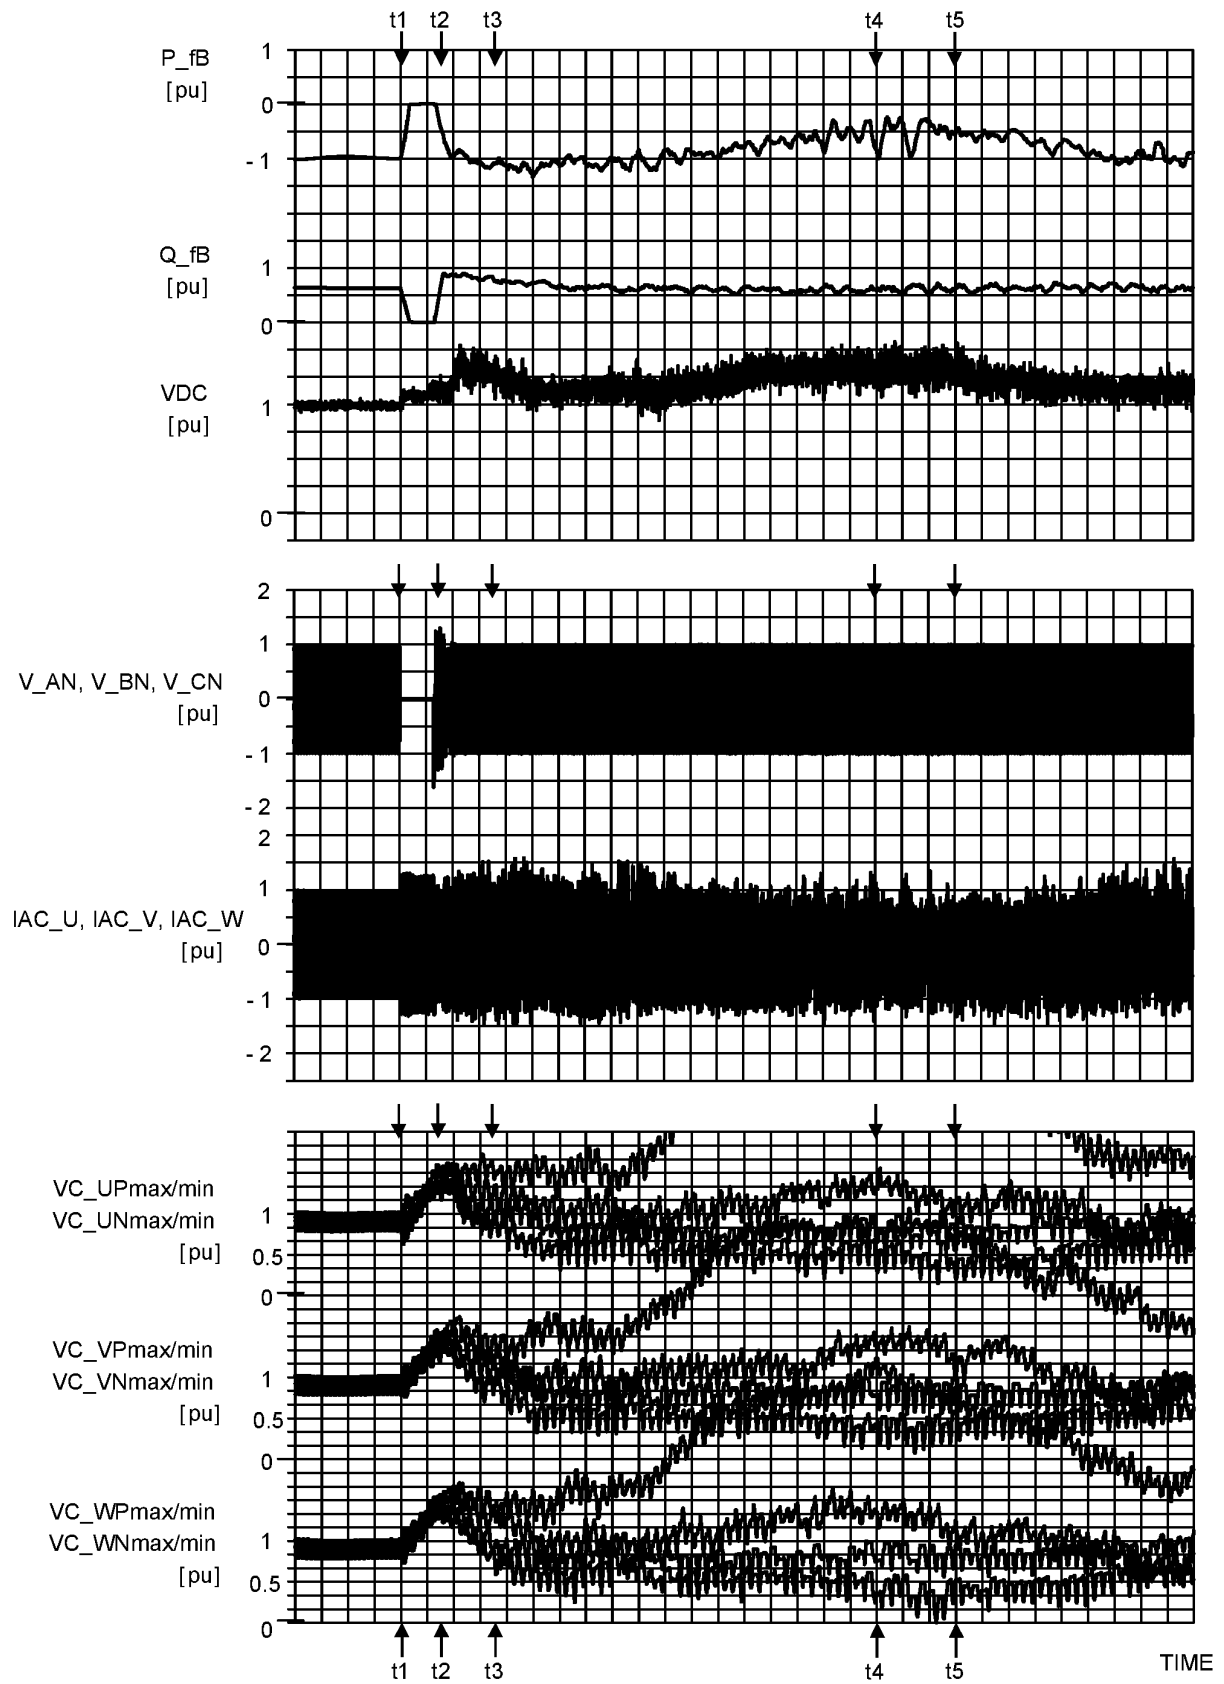 t1 t2 t3 t4 t5
P_fB
[pu]
1
0
- 1
Q_fB
[pu]
1
0
VDC
[pu]
1
0
2
1
V_AN, V_BN, V_CN
[pu]
0
- 1
- 2
2
1
IAC_U, IAC_V, IAC_W
[pu]
0
- 1
- 2
VC_UPmax/min
VC_UNmax/min
[pu]
1
0.5
0
VC_VPmax/min
VC_VNmax/min
[pu]
1
0.5
0
VC_WPmax/min
VC_WNmax/min
[pu]
1
0.5
0
t1 t2 t3 t4 t5
TIME